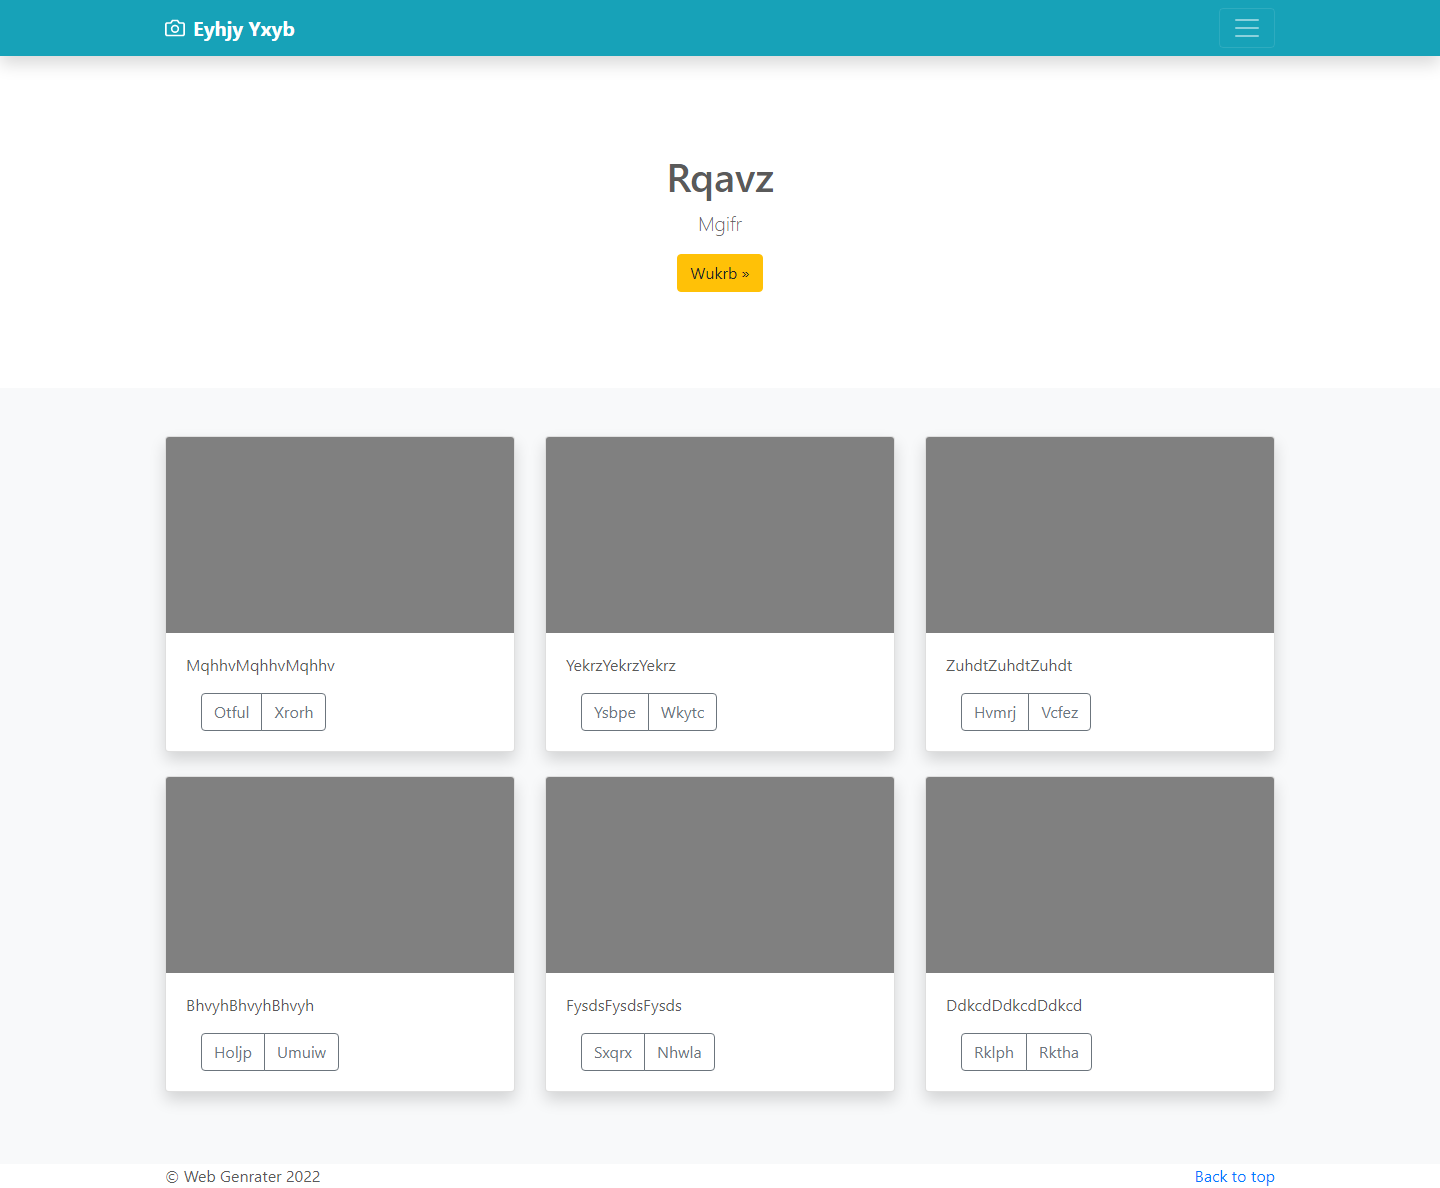 Eyhjy Yxyb
Rqavz
Mgifr
Wukrb »
MqhhvMqhhvMqhhv
Otful Xrorh
YekrzYekrzYekrz
Ysbpe Wkytc
ZuhdtZuhdtZuhdt
Hvmrj Vcfez
BhvyhBhvyhBhvyh
Holjp Umuiw
FysdsFysdsFysds
Sxqrx Nhwla
DdkcdDdkcdDdkcd
Rklph Rktha
© Web Genrater 2022
Back to top